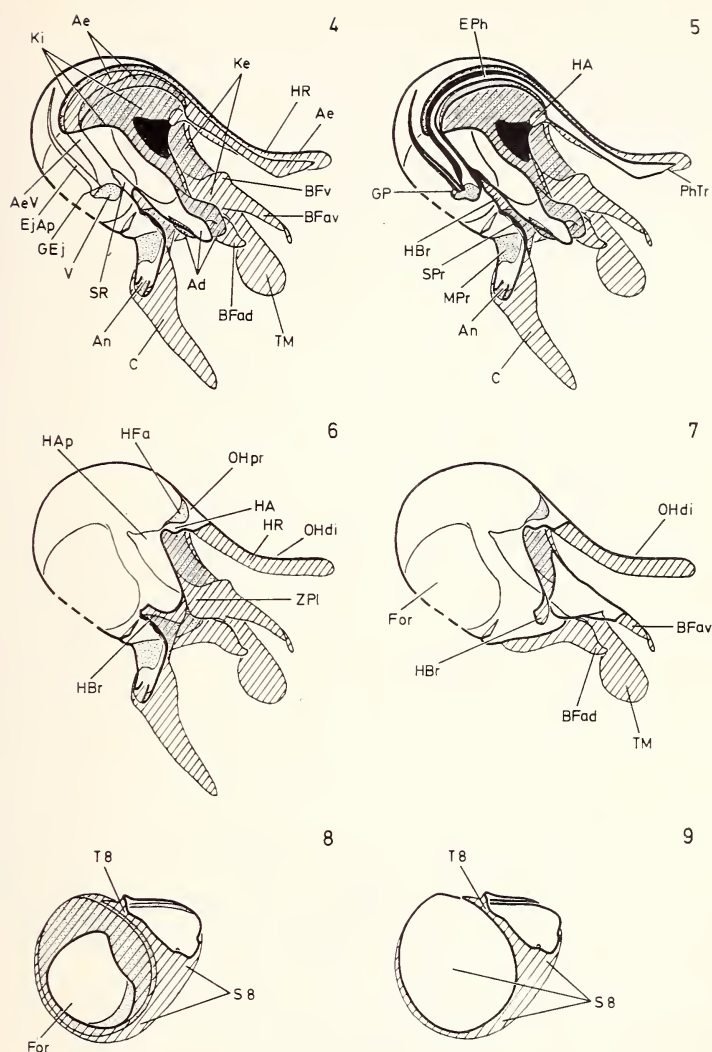 4
Ki
Ae
Ke
HR
Ae
BFv
BFav
AeV
EjAp
GEj
V
SR
An
C
Ad
BFad
TM
5
EPh
HA
PhTr
GP
HBr
SPr
MPr
An
C
6
HAp
HFa
OHpr
HA
HR
OHdi
ZPl
HBr
7
OHdi
For
HBr
BFav
BFad
TM
8
T8
S8
For
9
T8
S8